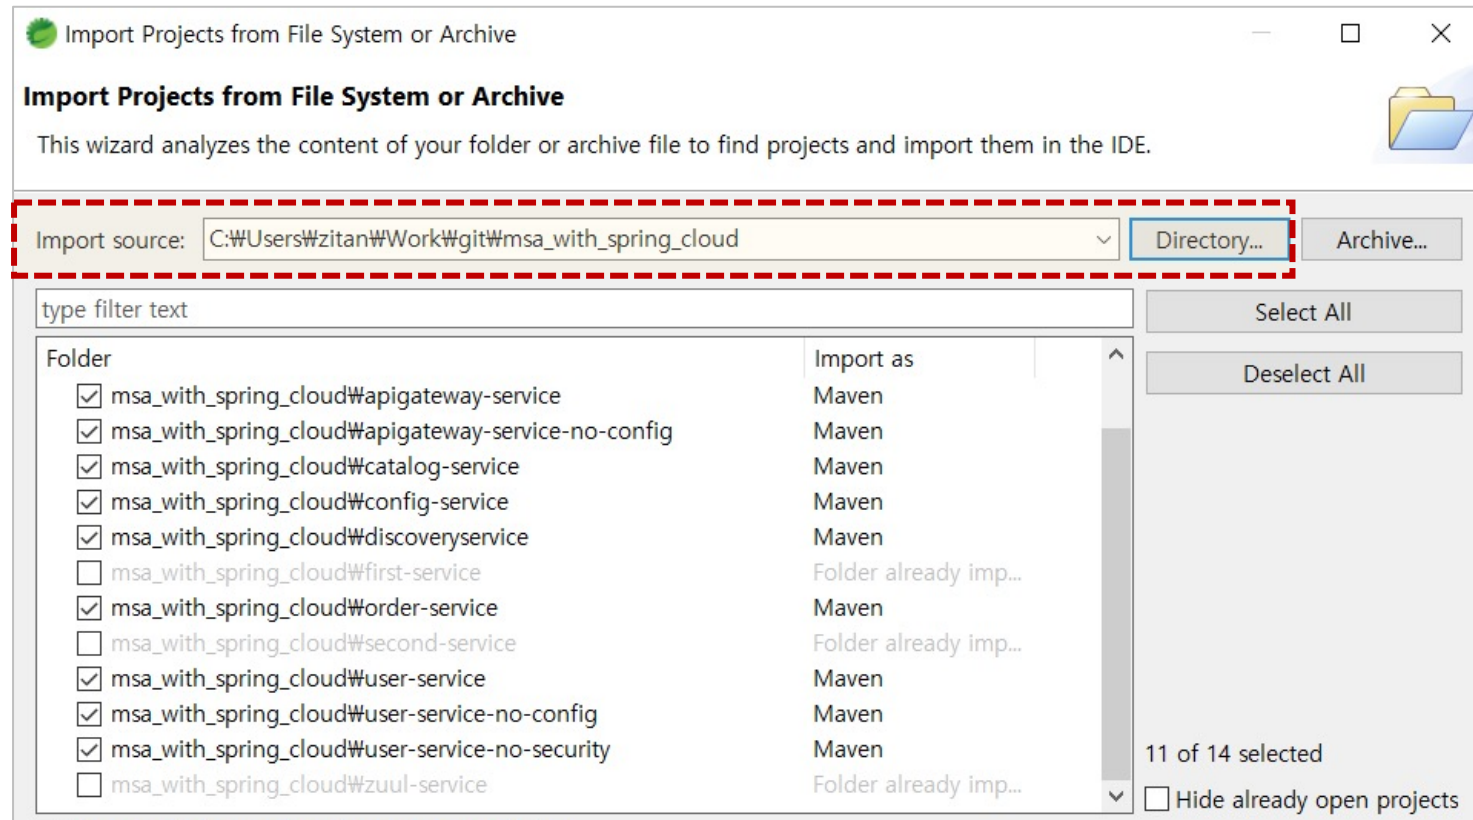 Import Projects from File System or Archive
Import Projects from File System or Archive
This wizard analyzes the content of your folder or archive file to find projects and import them in the IDE.
Import source: C:₩Users₩zitan₩Work₩git₩msa_with_spring_cloud Directory... Archive...
type filter text Select All
Folder Import as Deselect All
msa_with_spring_cloud₩apigateway-service Maven
msa_with_spring_cloud₩apigateway-service-no-config Maven
msa_with_spring_cloud₩catalog-service Maven
msa_with_spring_cloud₩config-service Maven
msa_with_spring_cloud₩discoveryservice Maven
msa_with_spring_cloud₩first-service Folder already imp...
msa_with_spring_cloud₩order-service Maven
msa_with_spring_cloud₩second-service Folder already imp...
msa_with_spring_cloud₩user-service Maven
msa_with_spring_cloud₩user-service-no-config Maven
msa_with_spring_cloud₩user-service-no-security Maven 11 of 14 selected
msa_with_spring_cloud₩zuul-service Folder already imp... Hide already open projects